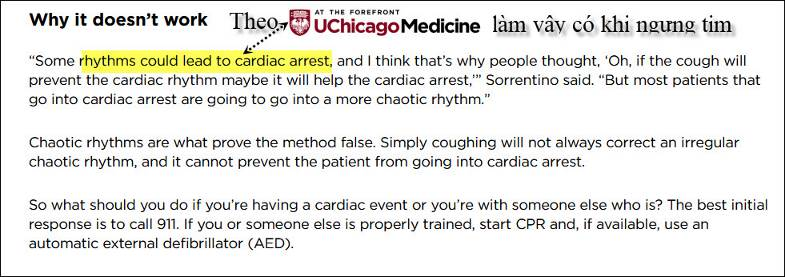 Why it doesn't work Theo AT THE FOREFRONT
UChicago Medicine làm vây có khi ngưng tim
“Some rhythms could lead to cardiac arrest, and I think that's why people thought, ‘Oh, if the cough will
prevent the cardiac rhythm maybe it will help the cardiac arrest,’” Sorrentino said. “But most patients that
go into cardiac arrest are going to go into a more chaotic rhythm.”
Chaotic rhythms are what prove the method false. Simply coughing will not always correct an irregular
chaotic rhythm, and it cannot prevent the patient from going into cardiac arrest.
So what should you do if you're having a cardiac event or you're with someone else who is? The best initial
response is to call 911. If you or someone else is properly trained, start CPR and, if available, use an
automatic external defibrillator (AED).